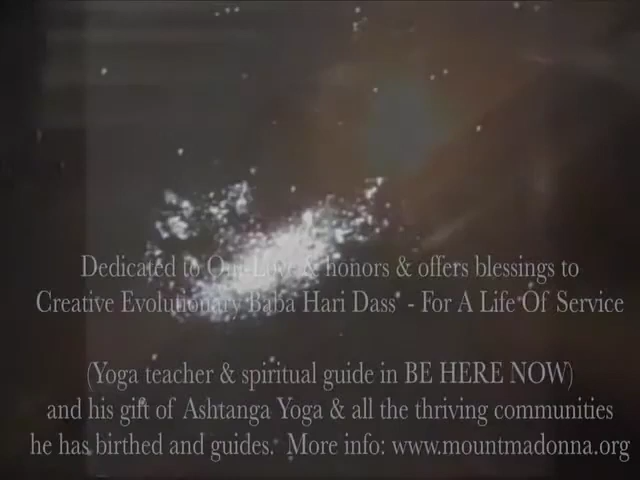 Dedicated to Our Love & honors & offers blessings to
Creative Evolutionary Baba Hari Dass - For A Life Of Service
(Yoga teacher & spiritual guide in BE HERE NOW)
and his gift of Ashtanga Yoga & all the thriving communities
he has birthed and guides. More info: www.mountmadonna.org